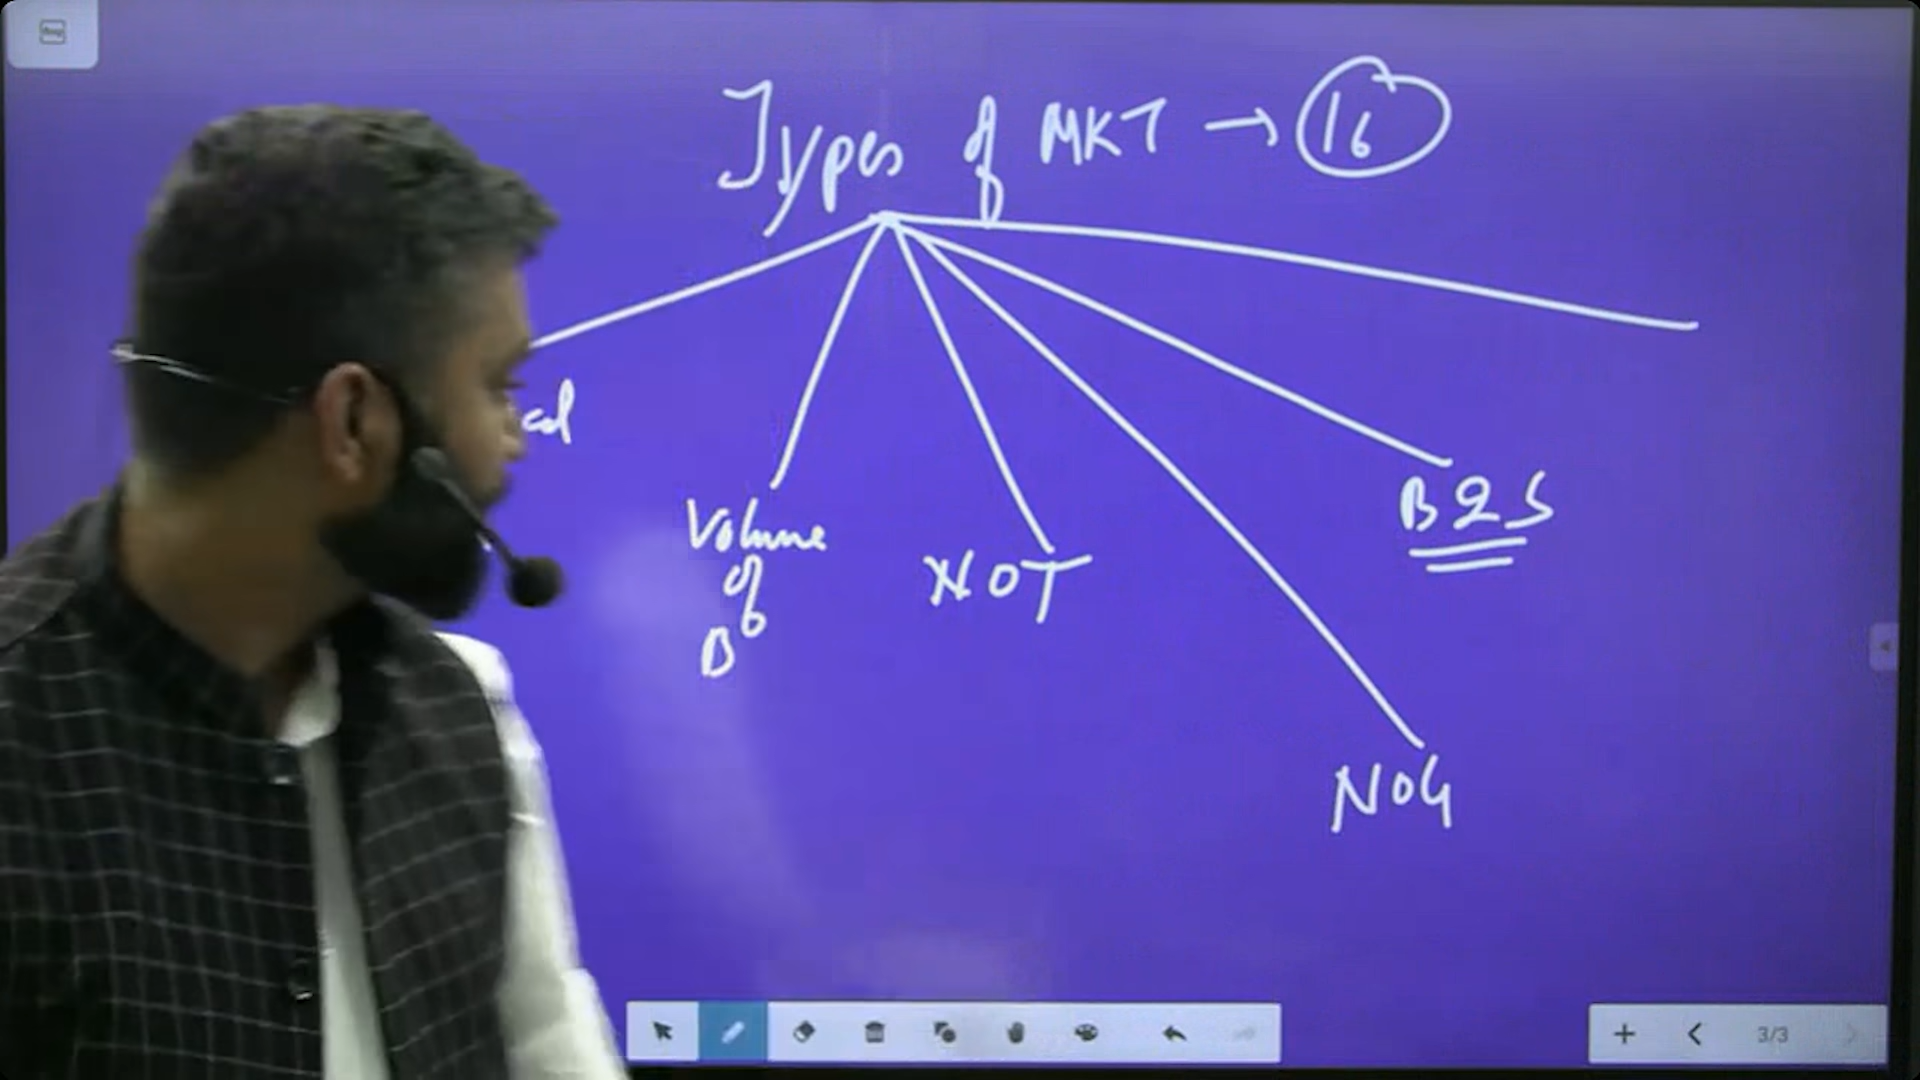 Types of MKT → 16
cal
Volume
of
B
NOT
B2S
NOG
3/3